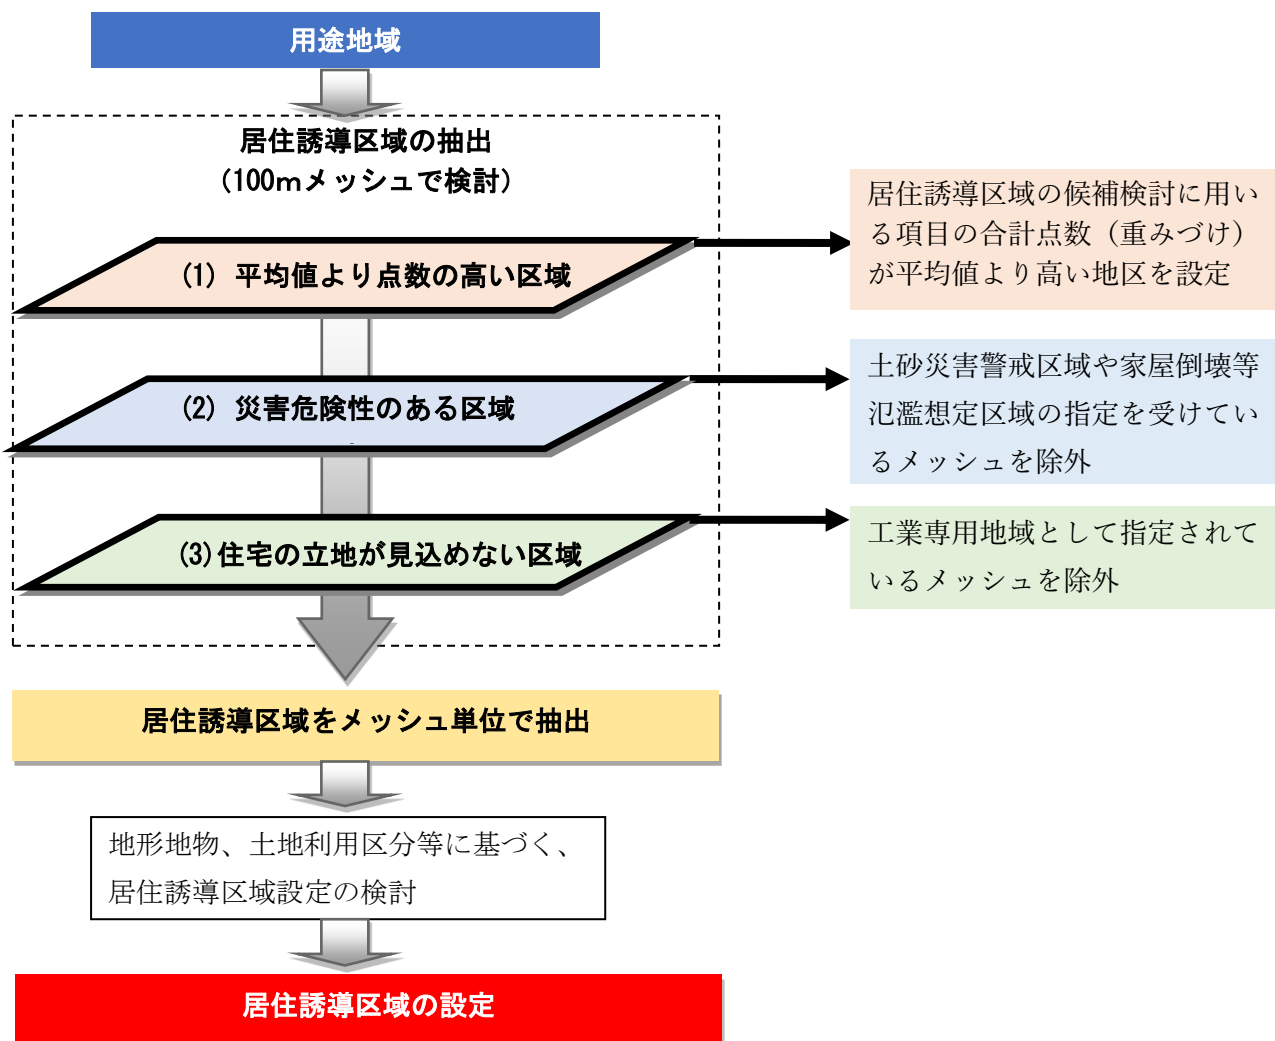 用途地域
居住誘導区域の抽出
(100mメッシュで検討)
(1) 平均値より点数の高い区域
居住誘導区域の候補検討に用い
る項目の合計点数（重みづけ）
が平均値より高い地区を設定
(2) 災害危険性のある区域
土砂災害警戒区域や家屋倒壊等
氾濫想定区域の指定を受けてい
るメッシュを除外
(3)住宅の立地が見込めない区域
工業専用地域として指定されて
いるメッシュを除外
居住誘導区域をメッシュ単位で抽出
地形地物、土地利用区分等に基づく、
居住誘導区域設定の検討
居住誘導区域の設定